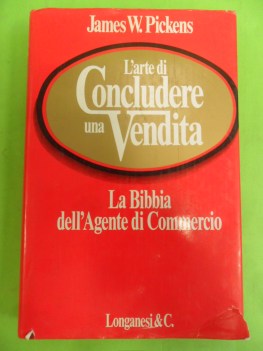 James W. Pickens
L'arte di
Concludere
una Vendita
La Bibbia
dell'Agente di Commercio
Longanesi & C.